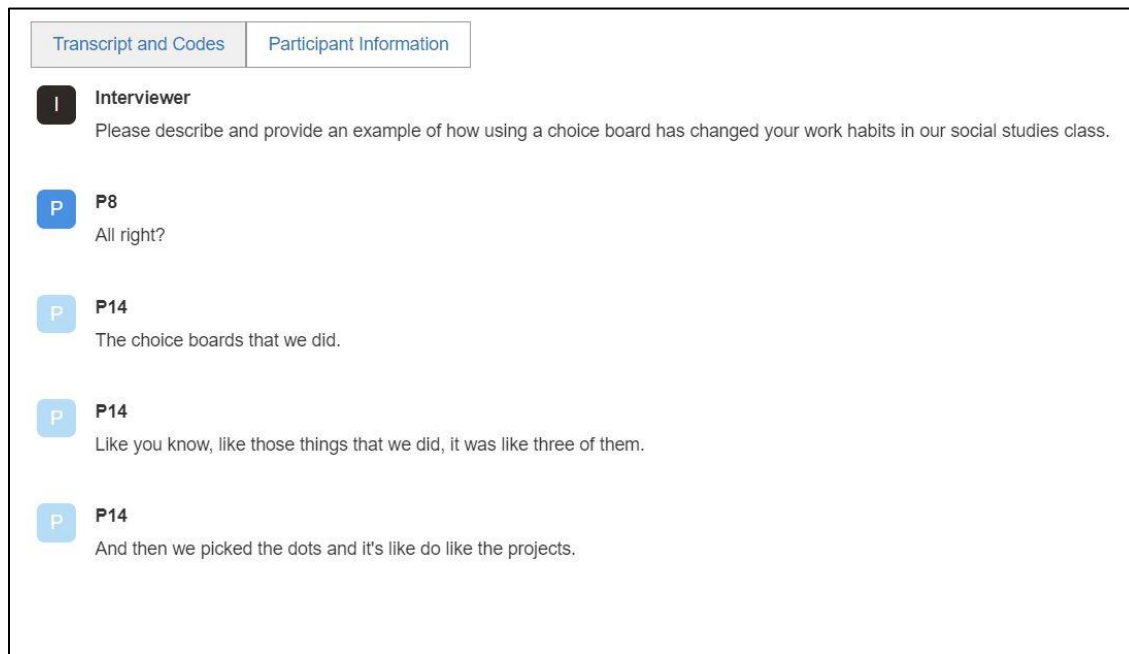 Transcript and Codes
Participant Information
I
Interviewer
Please describe and provide an example of how using a choice board has changed your work habits in our social studies class.
P
P8
All right?
P
P14
The choice boards that we did.
P
P14
Like you know, like those things that we did, it was like three of them.
P
P14
And then we picked the dots and it's like do like the projects.